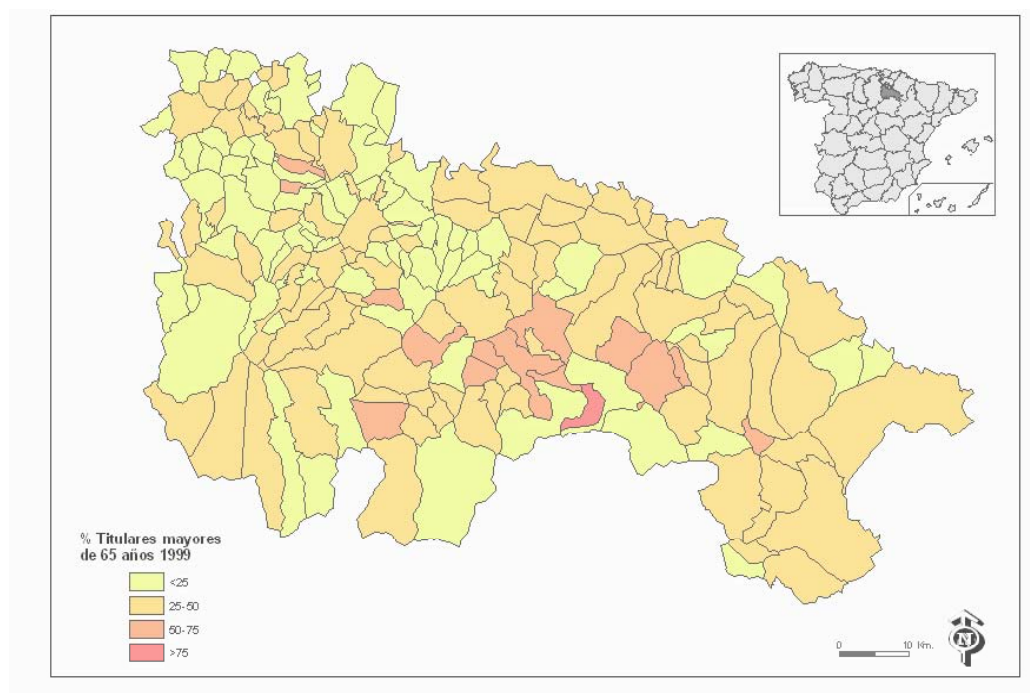 % Titulares mayores
de 65 años 1999
<25
25-50
50-75
>75
0 10 Km.
N